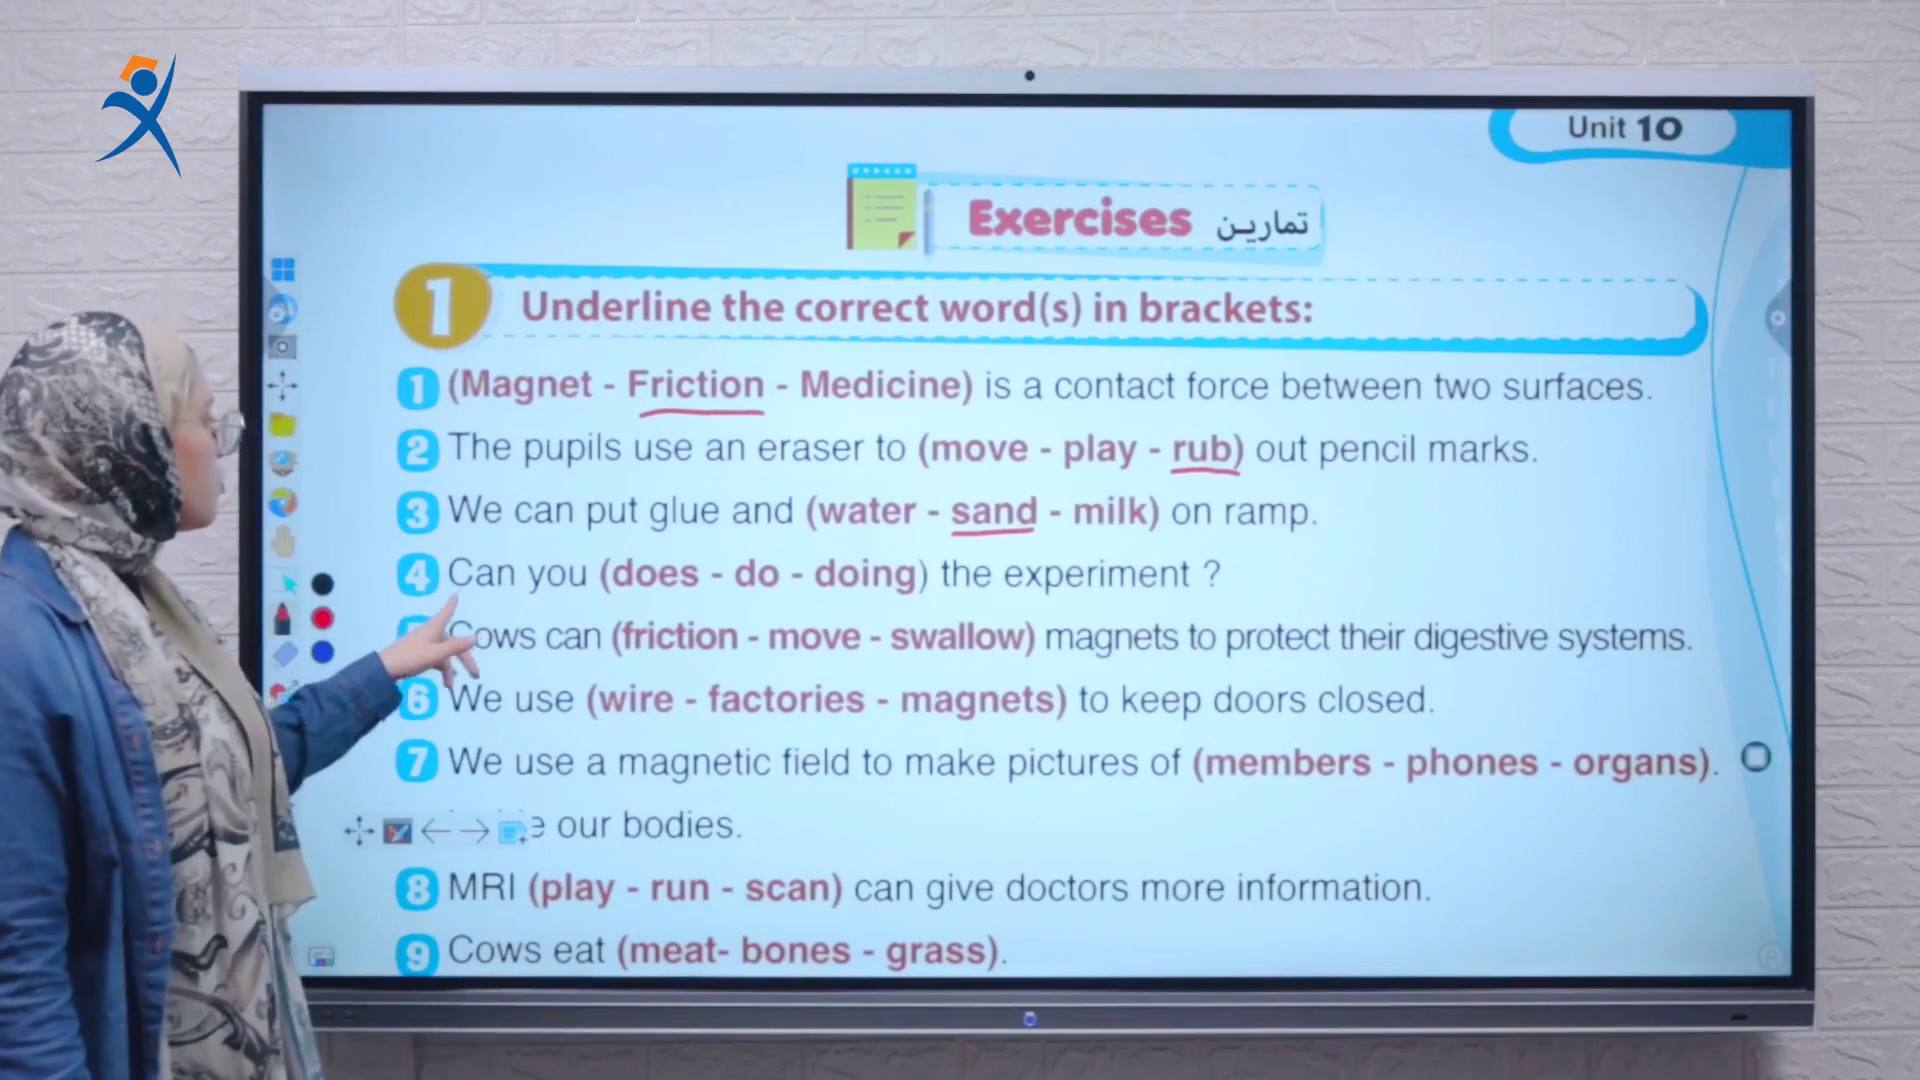 Unit 10
Exercises تمارين
1 Underline the correct word(s) in brackets:
1 (Magnet - Friction - Medicine) is a contact force between two surfaces.
2 The pupils use an eraser to (move - play - rub) out pencil marks.
3 We can put glue and (water - sand - milk) on ramp.
4 Can you (does - do - doing) the experiment ?
Cows can (friction - move - swallow) magnets to protect their digestive systems.
6 We use (wire - factories - magnets) to keep doors closed.
7 We use a magnetic field to make pictures of (members - phones - organs).
our bodies.
8 MRI (play - run - scan) can give doctors more information.
9 Cows eat (meat- bones - grass).